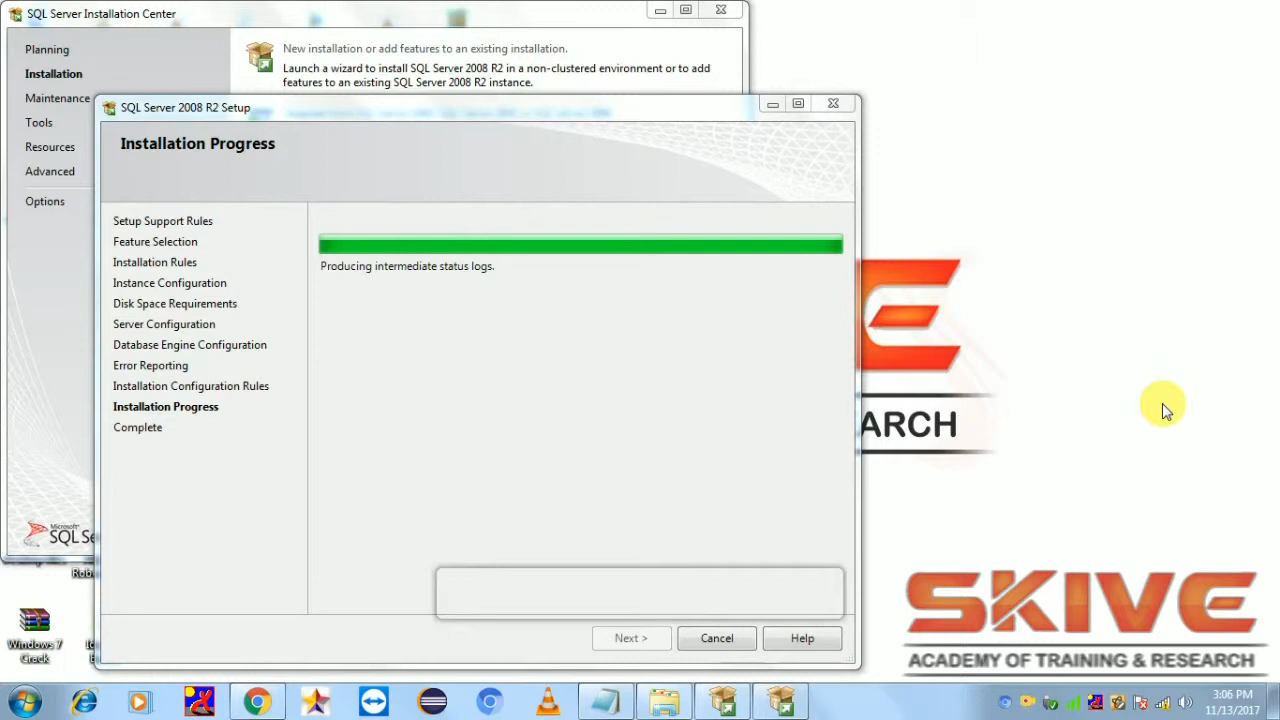 SQL Server Installation Center
Planning
Installation
Maintenance
Tools
Resources
Advanced
Options
New installation or add features to an existing installation.
Launch a wizard to install SQL Server 2008 R2 in a non-clustered environment or to add
features to an existing SQL Server 2008 R2 instance.
SQL Server 2008 R2 Setup
Installation Progress
Setup Support Rules
Feature Selection
Installation Rules
Instance Configuration
Disk Space Requirements
Server Configuration
Database Engine Configuration
Error Reporting
Installation Configuration Rules
Installation Progress
Complete
Producing intermediate status logs.
Next >
Cancel
Help
Microsoft
SQL Se
Rob
Windows 7
Crack
E
ARCH
SKIVE
ACADEMY OF TRAINING & RESEARCH
3:06 PM
11/13/2017